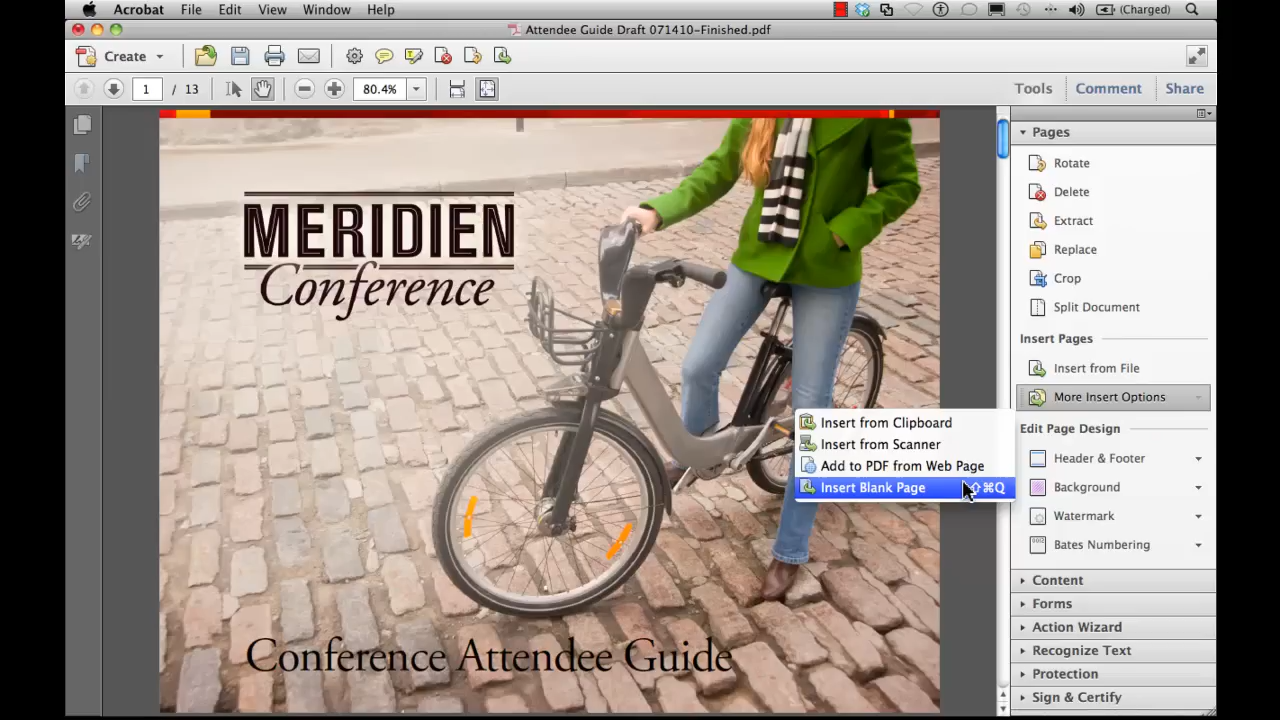 Acrobat File Edit View Window Help (Charged)
Attendee Guide Draft 071410-Finished.pdf
Create
1 / 13 80.4% Tools Comment Share
Pages
Rotate
Delete
Extract
Replace
Crop
Split Document
Insert Pages
Insert from File
More Insert Options
Insert from Clipboard
Insert from Scanner
Add to PDF from Web Page
Insert Blank Page ⇧⌘Q
Edit Page Design
Header & Footer
Background
Watermark
Bates Numbering
Content
Forms
Action Wizard
Recognize Text
Protection
Sign & Certify
MERIDIEN
Conference
Conference Attendee Guide